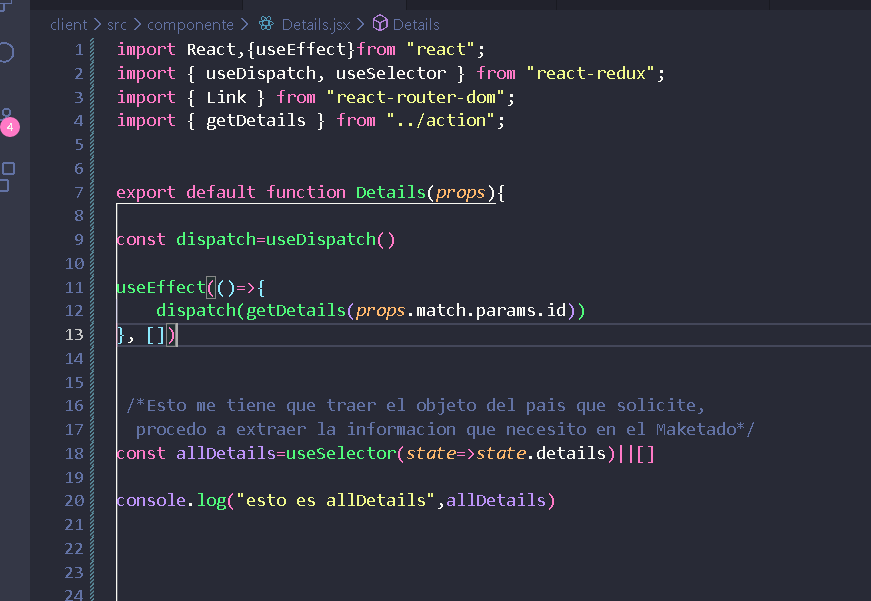 client > src > componente > Details.jsx > Details
1 import React,{useEffect}from "react";
2 import { useDispatch, useSelector } from "react-redux";
3 import { Link } from "react-router-dom";
4 import { getDetails } from "../action";
5
6
7 export default function Details(props){
8
9 const dispatch=useDispatch()
10
11 useEffect(()=>{
12 dispatch(getDetails(props.match.params.id))
13 }, [])
14
15
16 /*Esto me tiene que traer el objeto del pais que solicite,
17 procedo a extraer la informacion que necesito en el Maketado*/
18 const allDetails=useSelector(state=>state.details)||[]
19
20 console.log("esto es allDetails",allDetails)
21
22
23
24
4